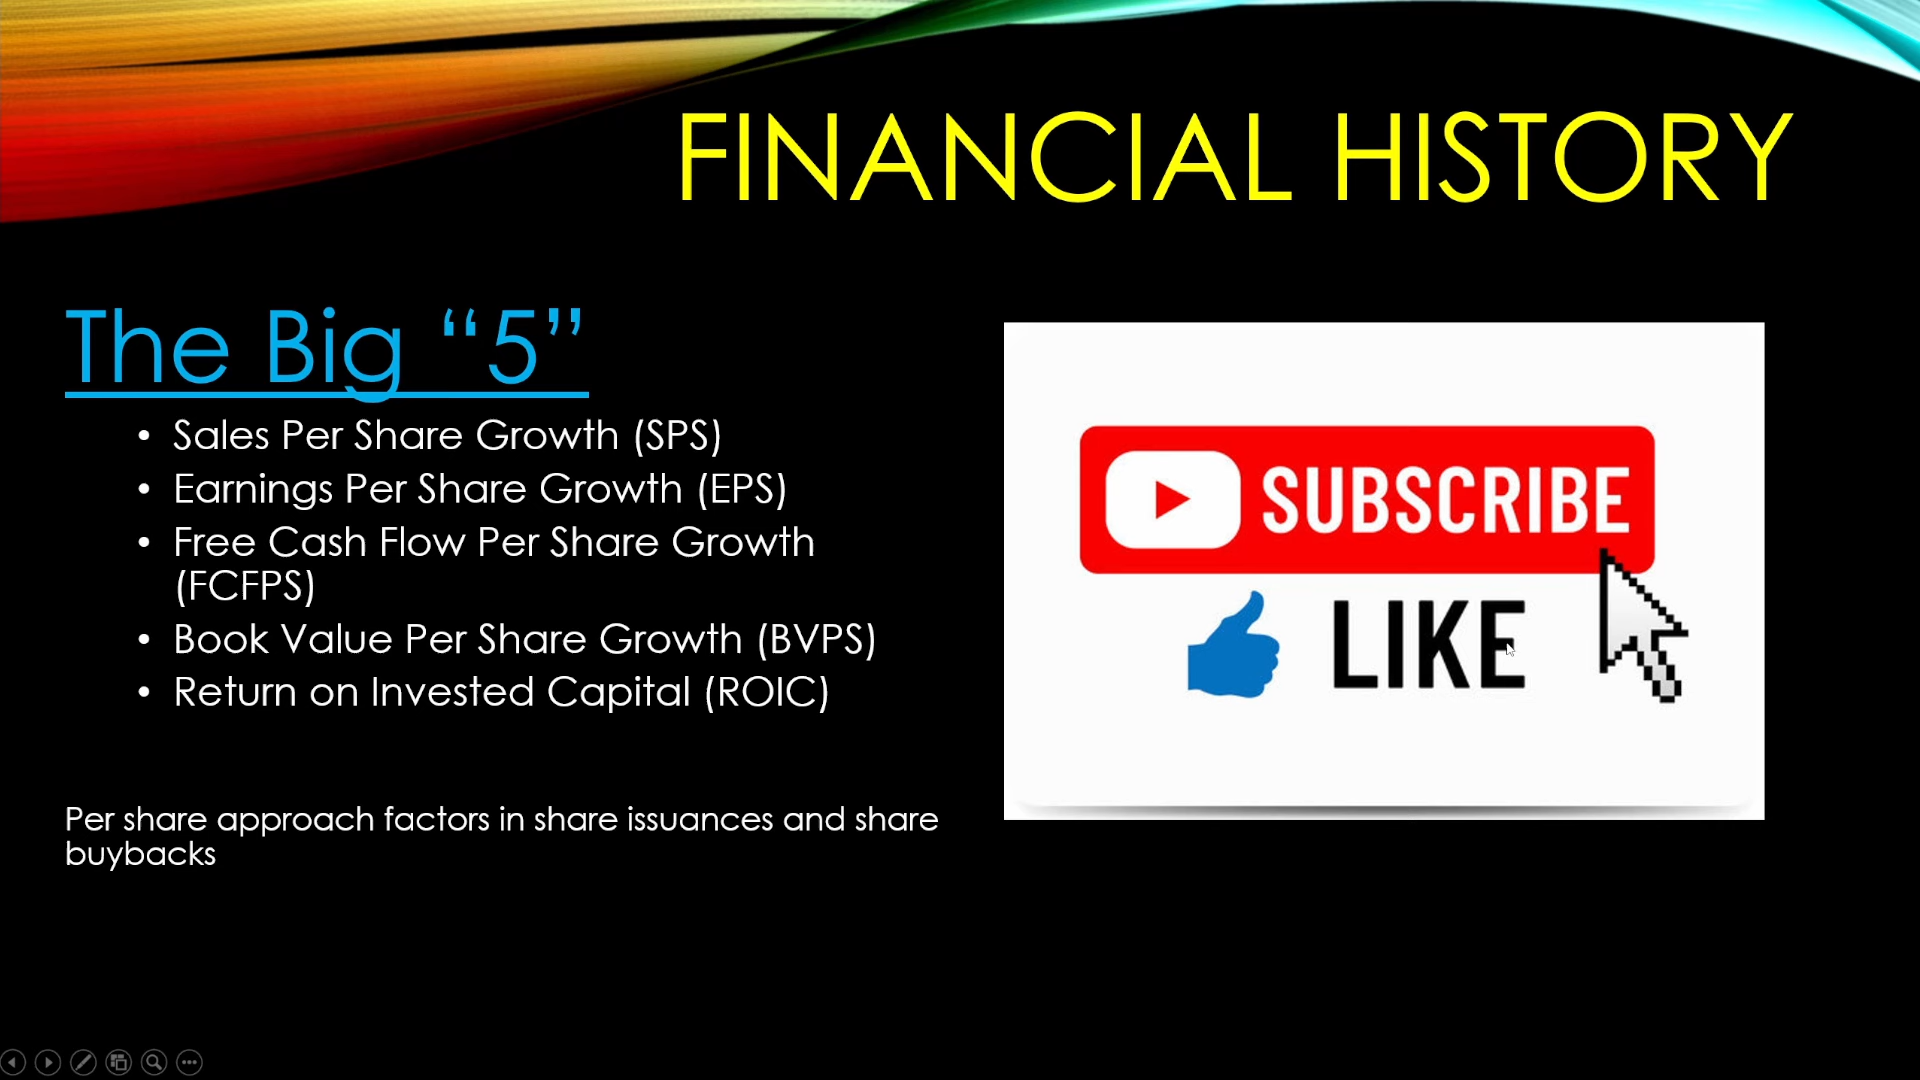 FINANCIAL HISTORY
The Big “5”
• Sales Per Share Growth (SPS)
• Earnings Per Share Growth (EPS)
• Free Cash Flow Per Share Growth
(FCFPS)
• Book Value Per Share Growth (BVPS)
• Return on Invested Capital (ROIC)
Per share approach factors in share issuances and share
buybacks
SUBSCRIBE
LIKE